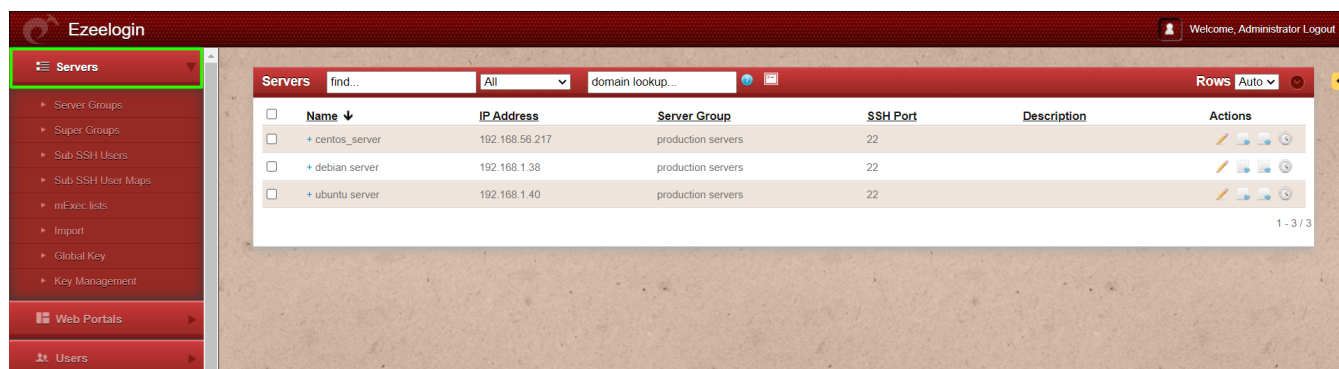 Ezeelogin
Welcome, Administrator Logout
Servers
Server Groups
Super Groups
Sub SSH Users
Sub SSH User Maps
mExec lists
Import
Global Key
Key Management
Web Portals
Users
Servers find... All domain lookup... Rows Auto
Name IP Address Server Group SSH Port Description Actions
+ centos_server 192.168.56.217 production servers 22
+ debian server 192.168.1.38 production servers 22
+ ubuntu server 192.168.1.40 production servers 22
1 - 3 / 3